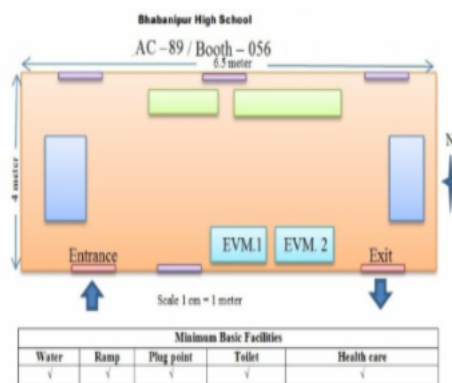 Bhabanipur High School
AC –89 / Booth – 056
6.5 meter
4 meter
N
EVM.1 EVM. 2
Entrance Exit
Scale 1 cm = 1 meter
Minimum Basic Facilities
Water Ramp Plug point Toilet Health care
√ √ √ √ √